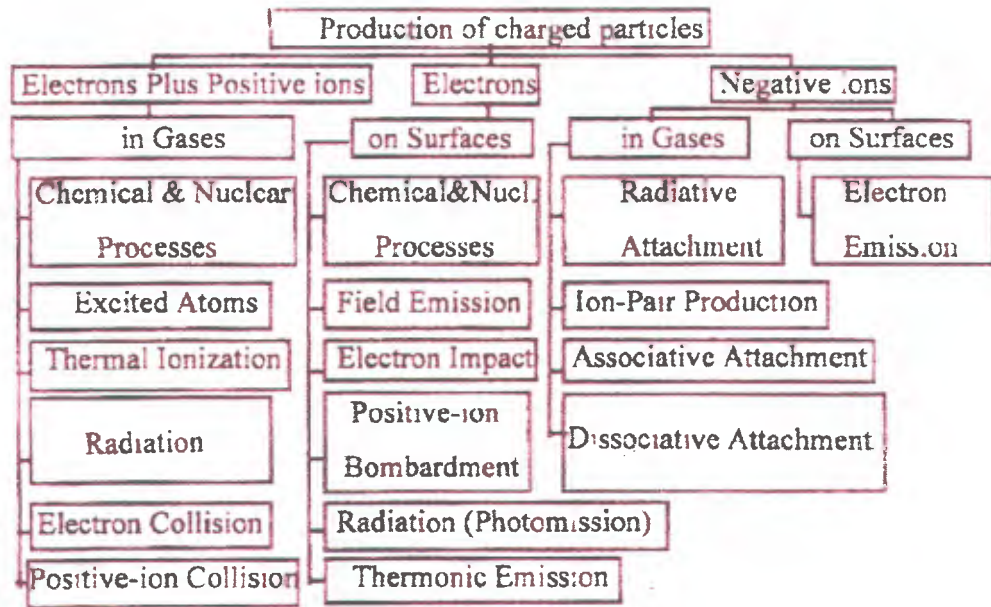 Production of charged particles
Electrons Plus Positive ions
Electrons
Negative ions
in Gases
on Surfaces
in Gases
on Surfaces
Chemical & Nuclear
Processes
Excited Atoms
Thermal Ionization
Radiation
Electron Collision
Positive-ion Collision
Chemical&Nucl.
Processes
Field Emission
Electron Impact
Positive-ion
Bombardment
Radiation (Photomission)
Thermonic Emission
Radiative
Attachment
Ion-Pair Production
Associative Attachment
Dissociative Attachment
Electron
Emission